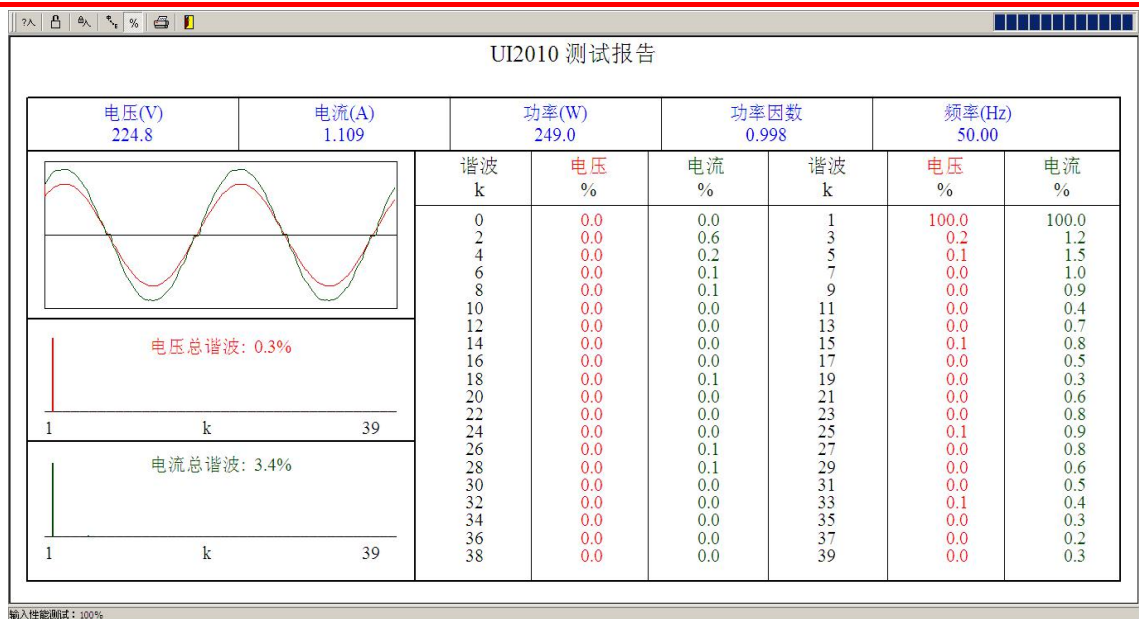 ?入 %
UI2010 测试报告
电压(V) 电流(A) 功率(W) 功率因数 频率(Hz)
224.8 1.109 249.0 0.998 50.00
谐波 电压 电流 谐波 电压 电流
k % % k % %
0 0.0 0.0 1 100.0 100.0
2 0.0 0.6 3 0.2 1.2
4 0.0 0.2 5 0.1 1.5
6 0.0 0.1 7 0.0 1.0
8 0.0 0.1 9 0.0 0.9
10 0.0 0.0 11 0.0 0.4
12 0.0 0.0 13 0.0 0.7
14 0.0 0.0 15 0.1 0.8
16 0.0 0.0 17 0.0 0.5
18 0.0 0.1 19 0.0 0.3
20 0.0 0.0 21 0.0 0.6
22 0.0 0.0 23 0.0 0.8
24 0.0 0.0 25 0.1 0.9
26 0.0 0.1 27 0.0 0.8
28 0.0 0.1 29 0.0 0.6
30 0.0 0.0 31 0.0 0.5
32 0.0 0.0 33 0.1 0.4
34 0.0 0.0 35 0.0 0.3
36 0.0 0.0 37 0.0 0.2
38 0.0 0.0 39 0.0 0.3
电压总谐波: 0.3%
1 k 39
电流总谐波: 3.4%
1 k 39
输入性能测试: 100%